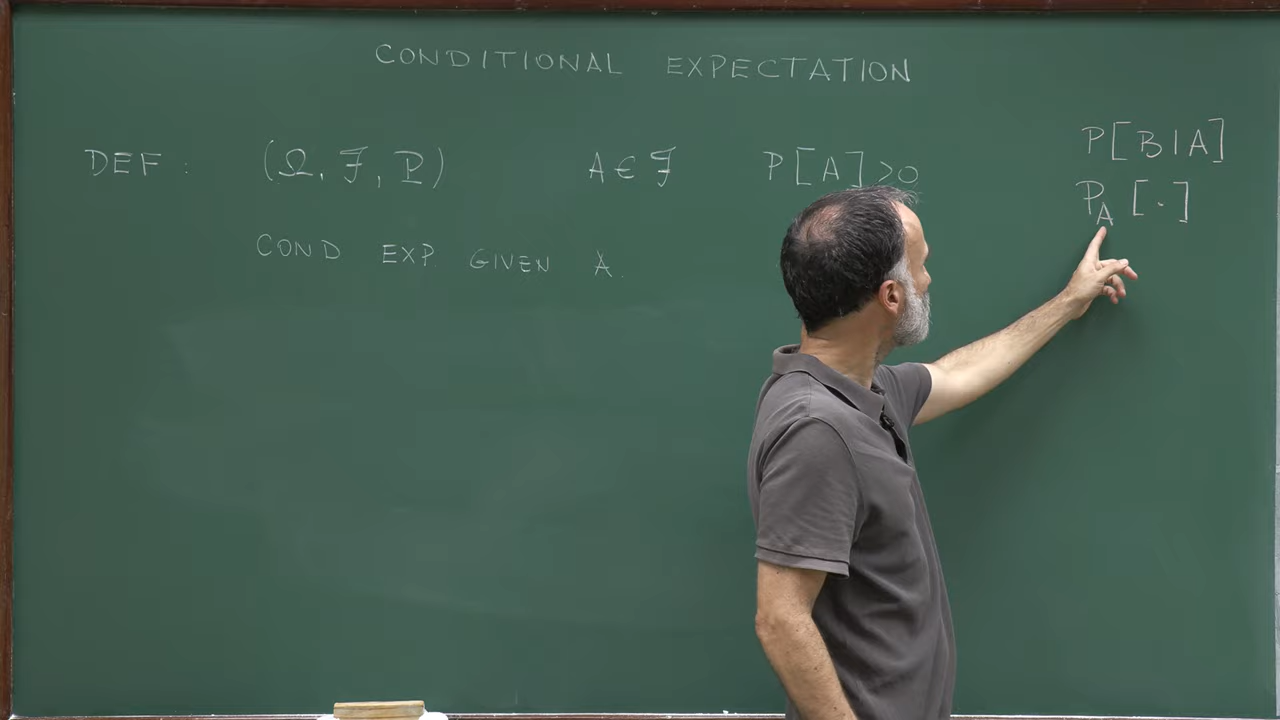 CONDITIONAL EXPECTATION
DEF : (Ω, ℱ, P) A ∈ ℱ P[A]>0
P[B|A]
P_A [·]
COND EXP. GIVEN A.